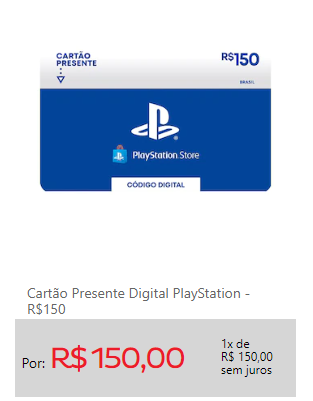 CARTÃO
PRESENTE
R$150
BRASIL
PlayStation.Store
CÓDIGO DIGITAL
Cartão Presente Digital PlayStation -
R$150
Por: R$ 150,00
1x de
R$ 150,00
sem juros